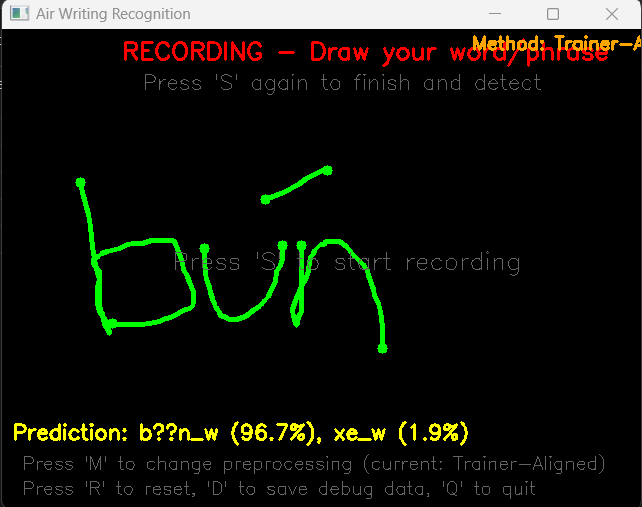 Air Writing Recognition
RECORDING - Draw your word/phrase
Method: Trainer-A
Press 'S' again to finish and detect
bún
Press 'S' to start recording
Prediction: b??n_w (96.7%), xe_w (1.9%)
Press 'M' to change preprocessing (current: Trainer-Aligned)
Press 'R' to reset, 'D' to save debug data, 'Q' to quit